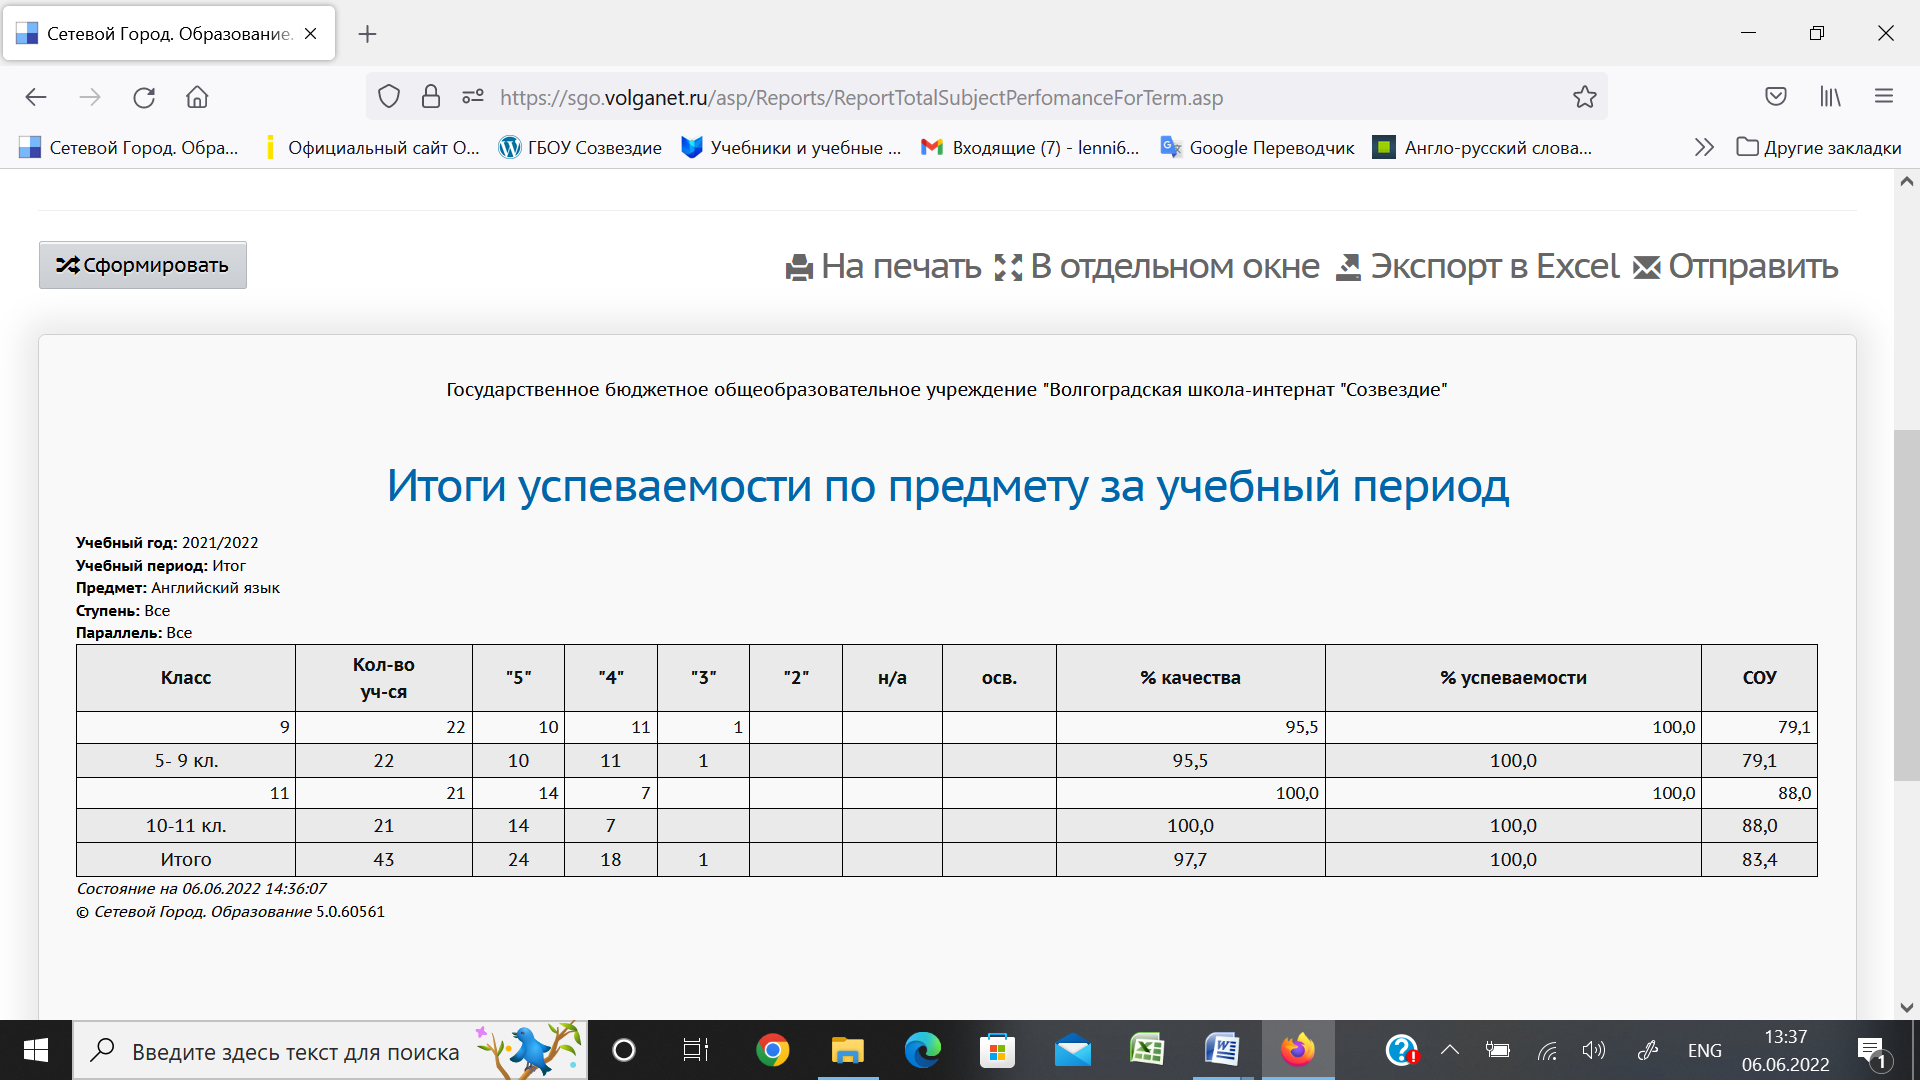 Сетевой Город. Образование.
https://sgo.volganet.ru/asp/Reports/ReportTotalSubjectPerfomanceForTerm.asp
Сетевой Город. Обра... Официальный сайт О... ГБОУ Созвездие Учебники и учебные ... Входящие (7) - lenni6... Google Переводчик Англо-русский слова... Другие закладки
Сформировать На печать В отдельном окне Экспорт в Excel Отправить
Государственное бюджетное общеобразовательное учреждение "Волгоградская школа-интернат "Созвездие"
Итоги успеваемости по предмету за учебный период
Учебный год: 2021/2022
Учебный период: Итог
Предмет: Английский язык
Ступень: Все
Параллель: Все
Класс Кол-во уч-ся "5" "4" "3" "2" н/а осв. % качества % успеваемости СОУ
9 22 10 11 1 95,5 100,0 79,1
5- 9 кл. 22 10 11 1 95,5 100,0 79,1
11 21 14 7 100,0 100,0 88,0
10-11 кл. 21 14 7 100,0 100,0 88,0
Итого 43 24 18 1 97,7 100,0 83,4
Состояние на 06.06.2022 14:36:07
© Сетевой Город. Образование 5.0.60561
Введите здесь текст для поиска
ENG
13:37
06.06.2022
1